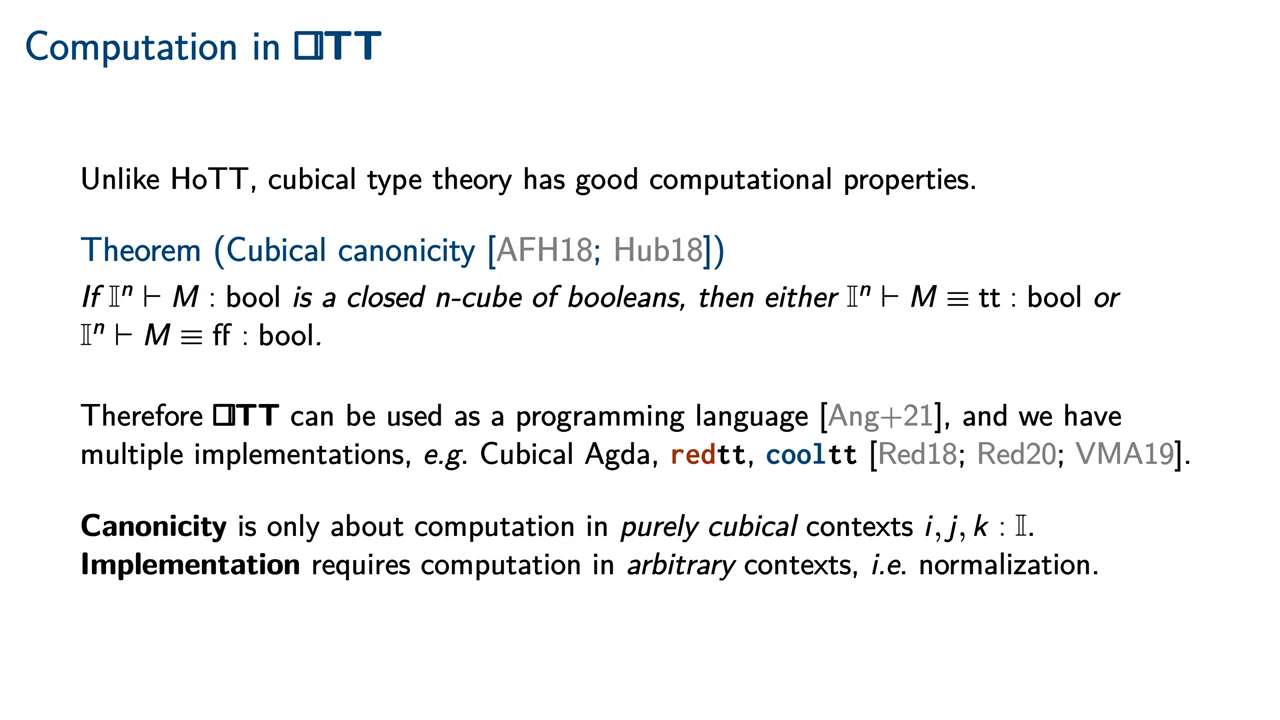 Computation in □TT
Unlike HoTT, cubical type theory has good computational properties.
Theorem (Cubical canonicity [AFH18; Hub18])
If 𝕀ⁿ ⊢ M : bool is a closed n-cube of booleans, then either 𝕀ⁿ ⊢ M ≡ tt : bool or
𝕀ⁿ ⊢ M ≡ ff : bool.
Therefore □TT can be used as a programming language [Ang+21], and we have
multiple implementations, e.g. Cubical Agda, redtt, cooltt [Red18; Red20; VMA19].
Canonicity is only about computation in purely cubical contexts i, j, k : 𝕀.
Implementation requires computation in arbitrary contexts, i.e. normalization.